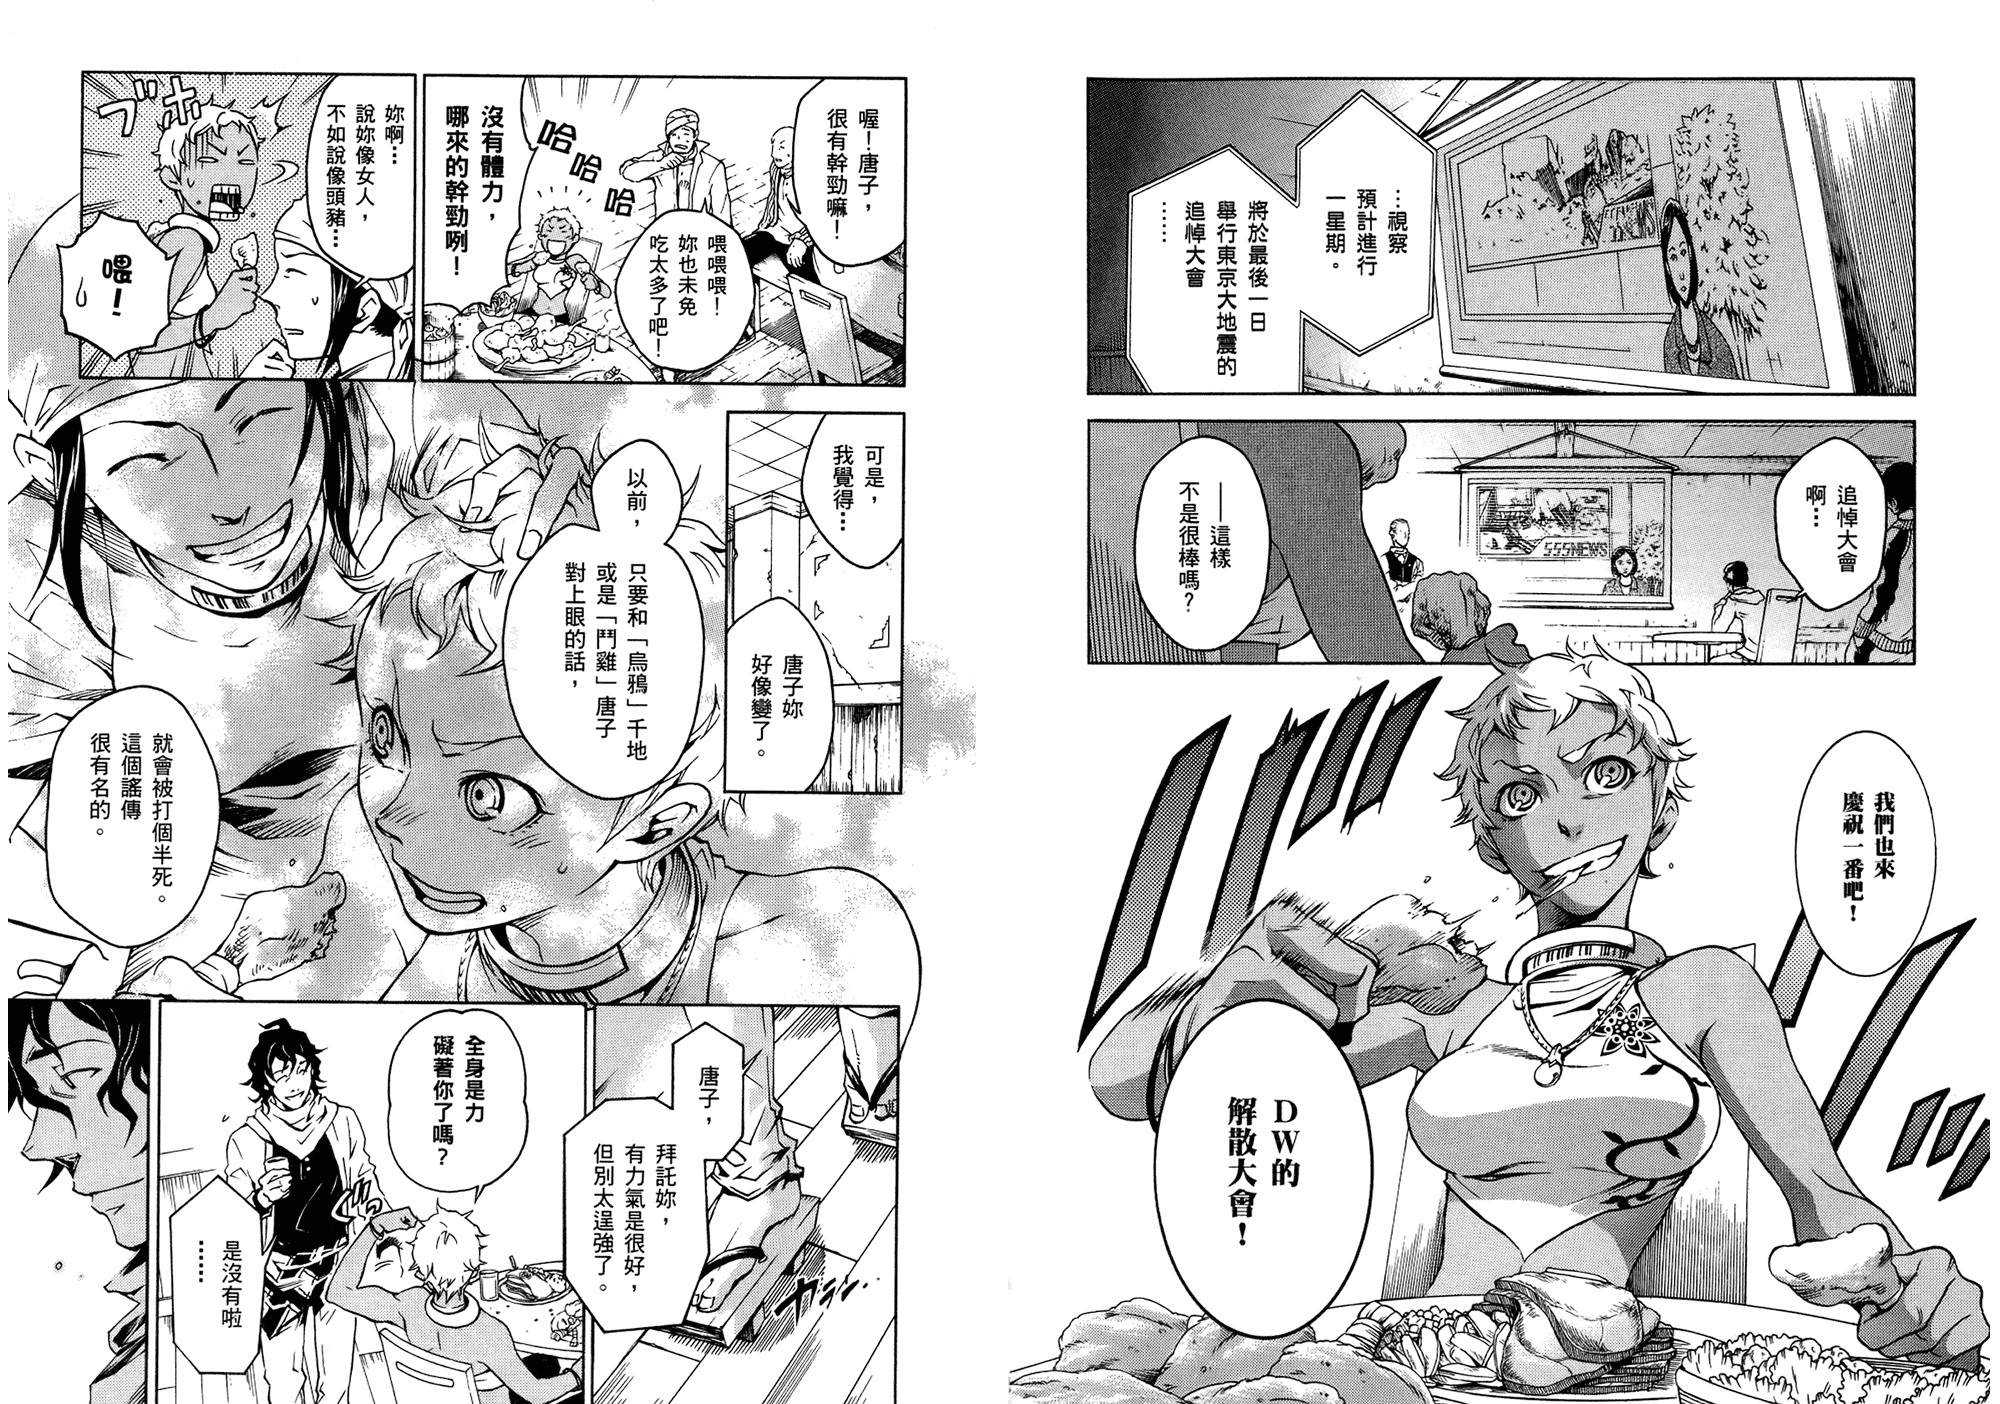 …視察
預計進行
一星期。
將於最後一日
舉行東京大地震的
追悼大會
……
追悼大會
啊…
555NEWS
——這樣
不是很棒嗎？
我們也來
慶祝一番吧！
DW的
解散大會！
喔！唐子，
很有幹勁嘛！
喂喂喂！
妳也未免
吃太多了吧！
哈
哈
哈
沒有體力，
哪來的幹勁咧！
妳啊…
說妳像女人，
不如說像頭豬…
ブホ
喂！
可是，
我覺得…
唐子妳
好像變了。
以前，
只要和「烏鴉」千地
或是「鬥雞」唐子
對上眼的話，
就會被打個半死。
這個謠傳
很有名的。
唐子，
拜託妳，
有力氣是很好，
但別太逞強了。
全身是力
礙著你了嗎？
是沒有啦
……